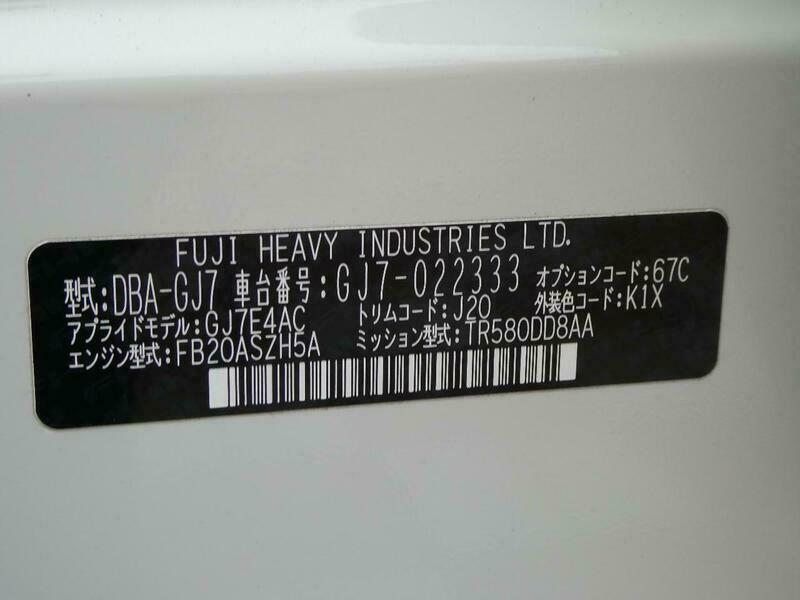 FUJI HEAVY INDUSTRIES LTD.
型式:DBA-GJ7 車台番号:GJ7-022333 オプションコード:67C
アプライドモデル:GJ7E4AC トリムコード:J20 外装色コード:K1X
エンジン型式:FB20ASZH5A ミッション型式:TR580DD8AA